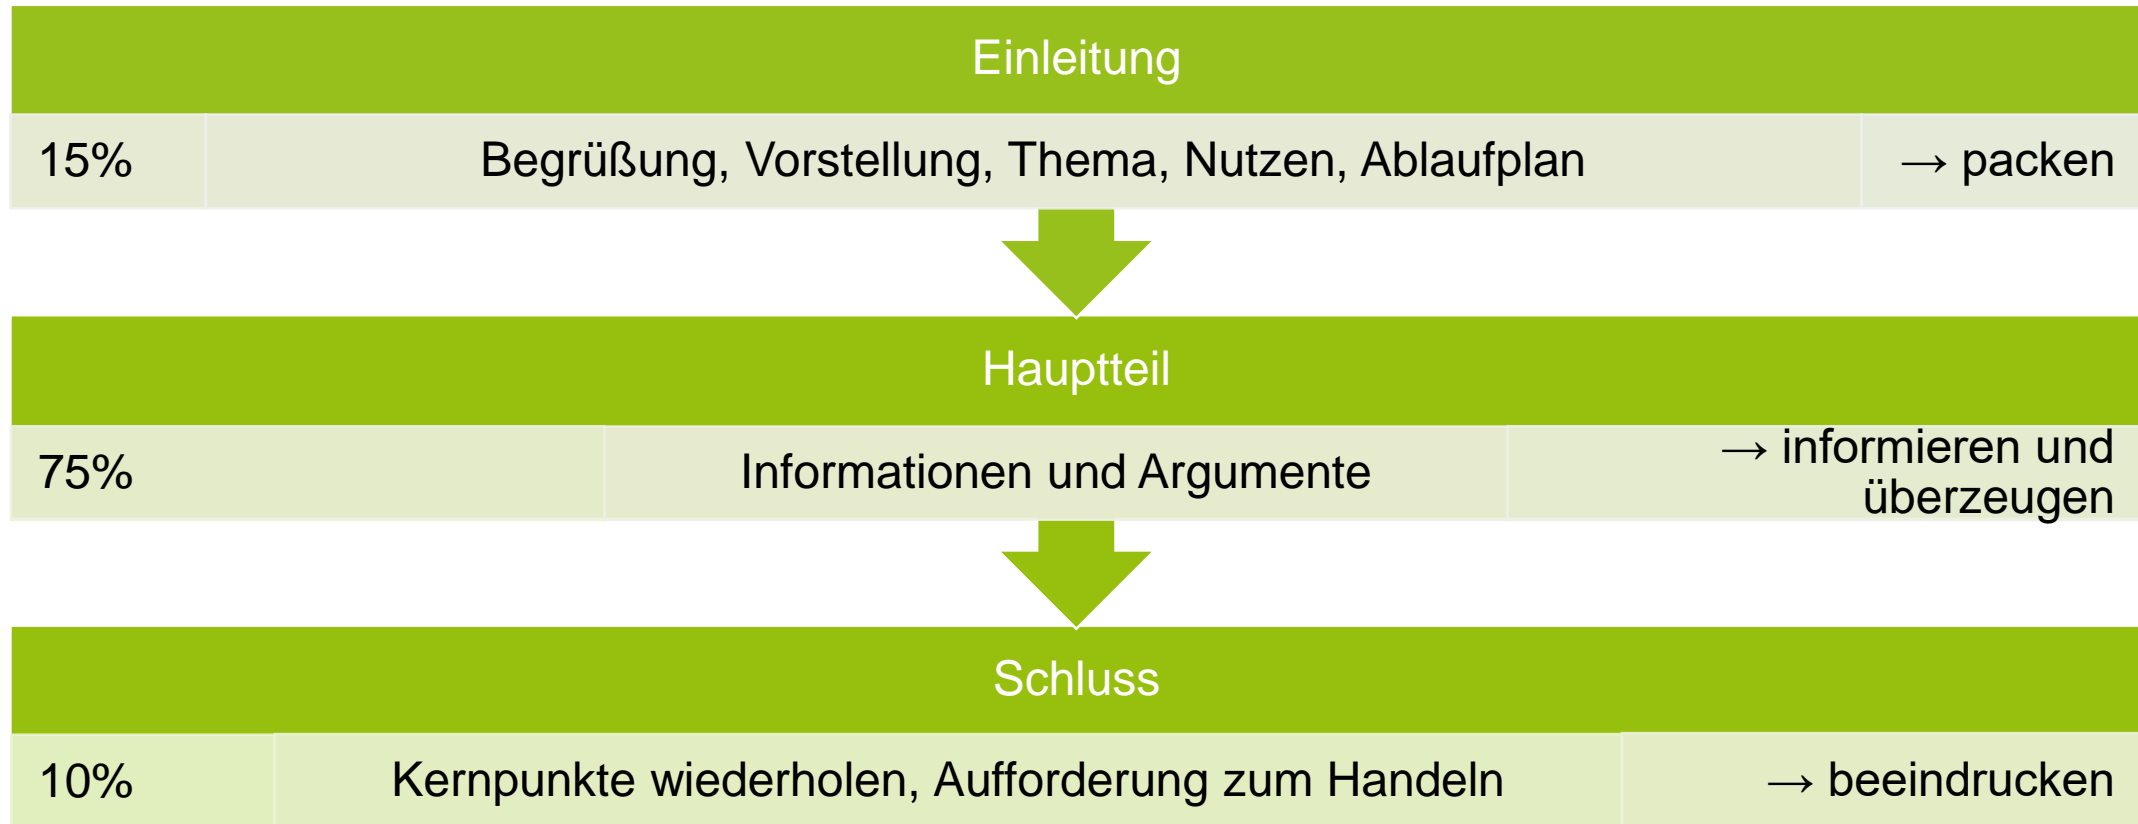 Einleitung
15%
Begrüßung, Vorstellung, Thema, Nutzen, Ablaufplan
→ packen
Hauptteil
75%
Informationen und Argumente
→ informieren und
überzeugen
Schluss
10%
Kernpunkte wiederholen, Aufforderung zum Handeln
→ beeindrucken